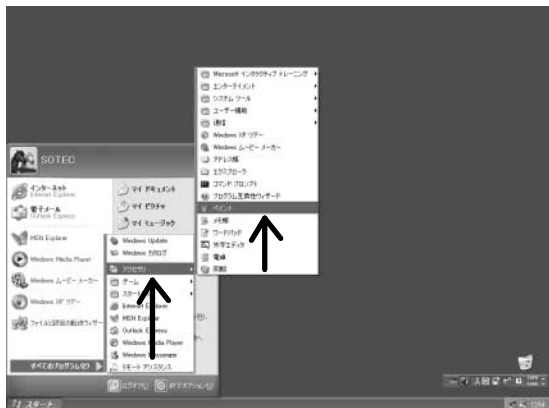 Microsoft インタラクティブ トレーニング
エンターテイメント
システム ツール
ユーザー補助
通信
Windows XP ツアー
Windows ムービー メーカー
アドレス帳
エクスプローラ
コマンド プロンプト
プログラム互換性ウィザード
ペイント
メモ帳
ワードパッド
外字エディタ
電卓
同期
SOTEC
インターネット
Internet Explorer
電子メール
Outlook Express
MSN Explorer
Windows Media Player
Windows ムービー メーカー
Windows XP ツアー
ファイルと設定の転送ウィザー
すべてのプログラム(P)
マイ ドキュメント
マイ ピクチャ
マイ ミュージック
Windows Update
Windows カタログ
アクセサリ
ゲーム
スタート
Internet Explorer
MSN Explorer
Outlook Express
Windows Media Player
Windows Messenger
リモート アシスタンス
ログオフ(L)
終了オプション(U)
スタート